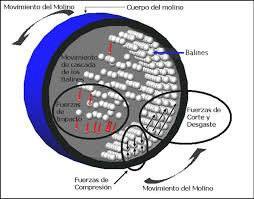 Movimiento del Molino
Cuerpo del molino
Balines
Movimiento
de cascada
de los
Balines
Fuerzas
de
Impacto
Fuerzas de
Corte y
Desgaste
Fuerzas de
Compresión
Movimiento del Molino